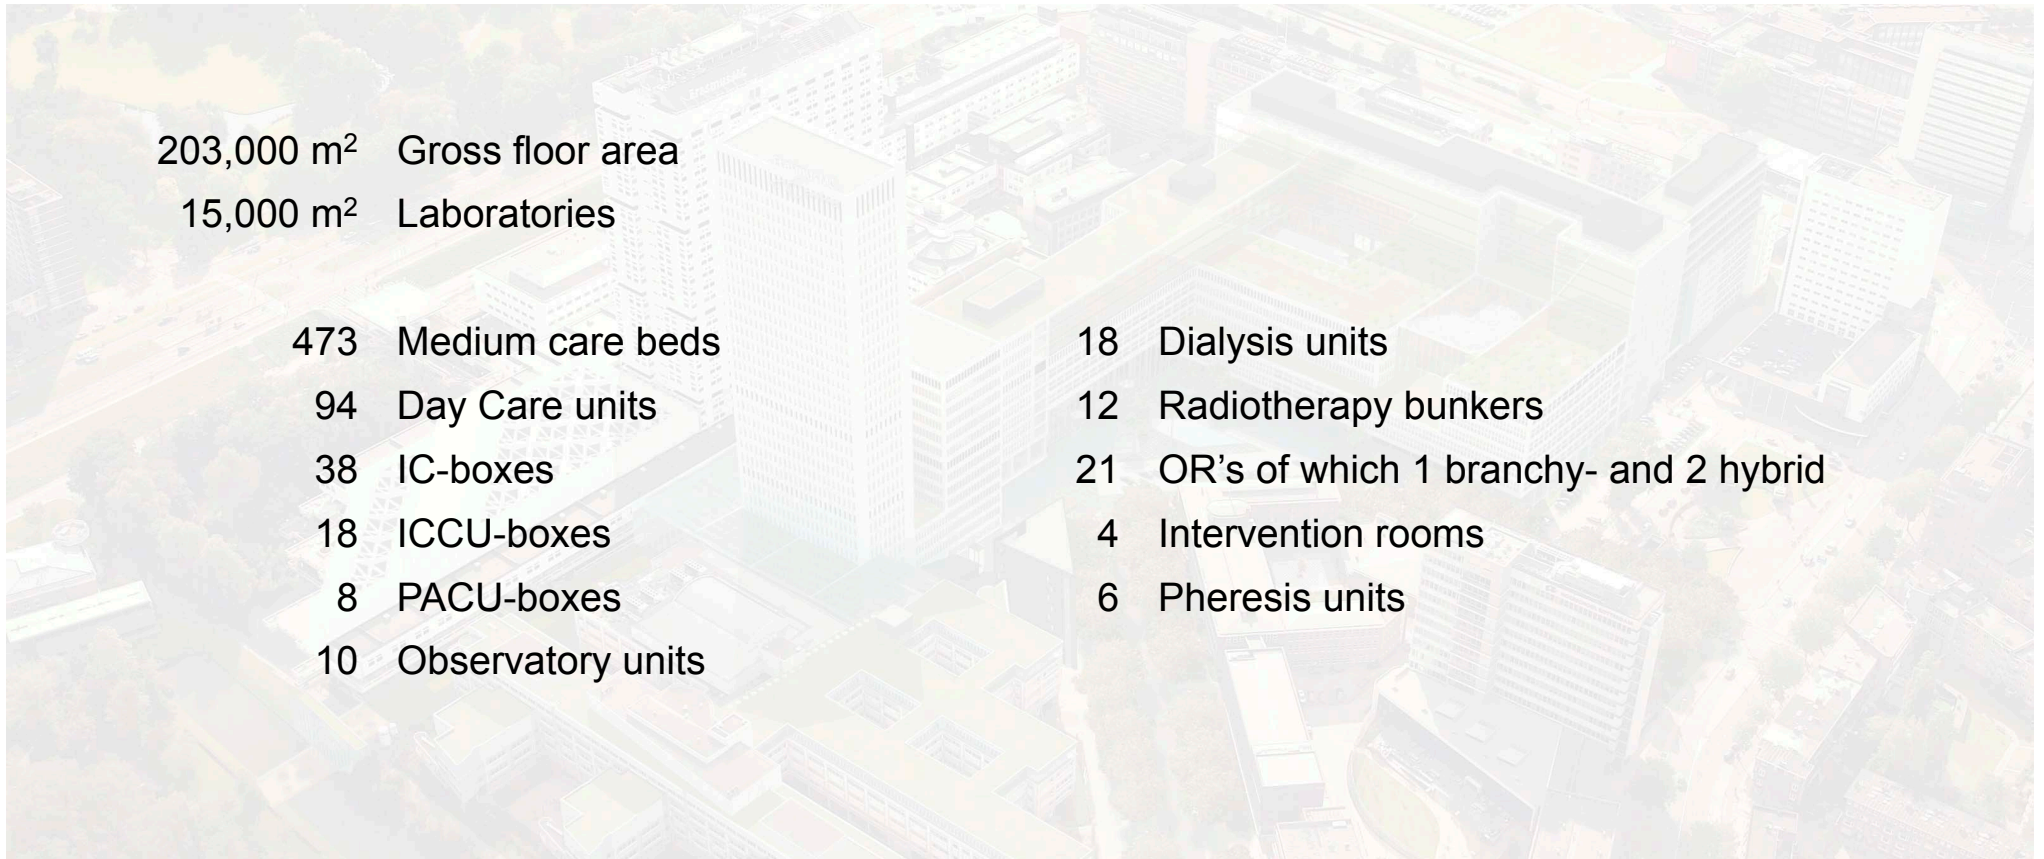 203,000 m² Gross floor area
15,000 m² Laboratories
473 Medium care beds
94 Day Care units
38 IC-boxes
18 ICCU-boxes
8 PACU-boxes
10 Observatory units
18 Dialysis units
12 Radiotherapy bunkers
21 OR’s of which 1 branchy- and 2 hybrid
4 Intervention rooms
6 Pheresis units